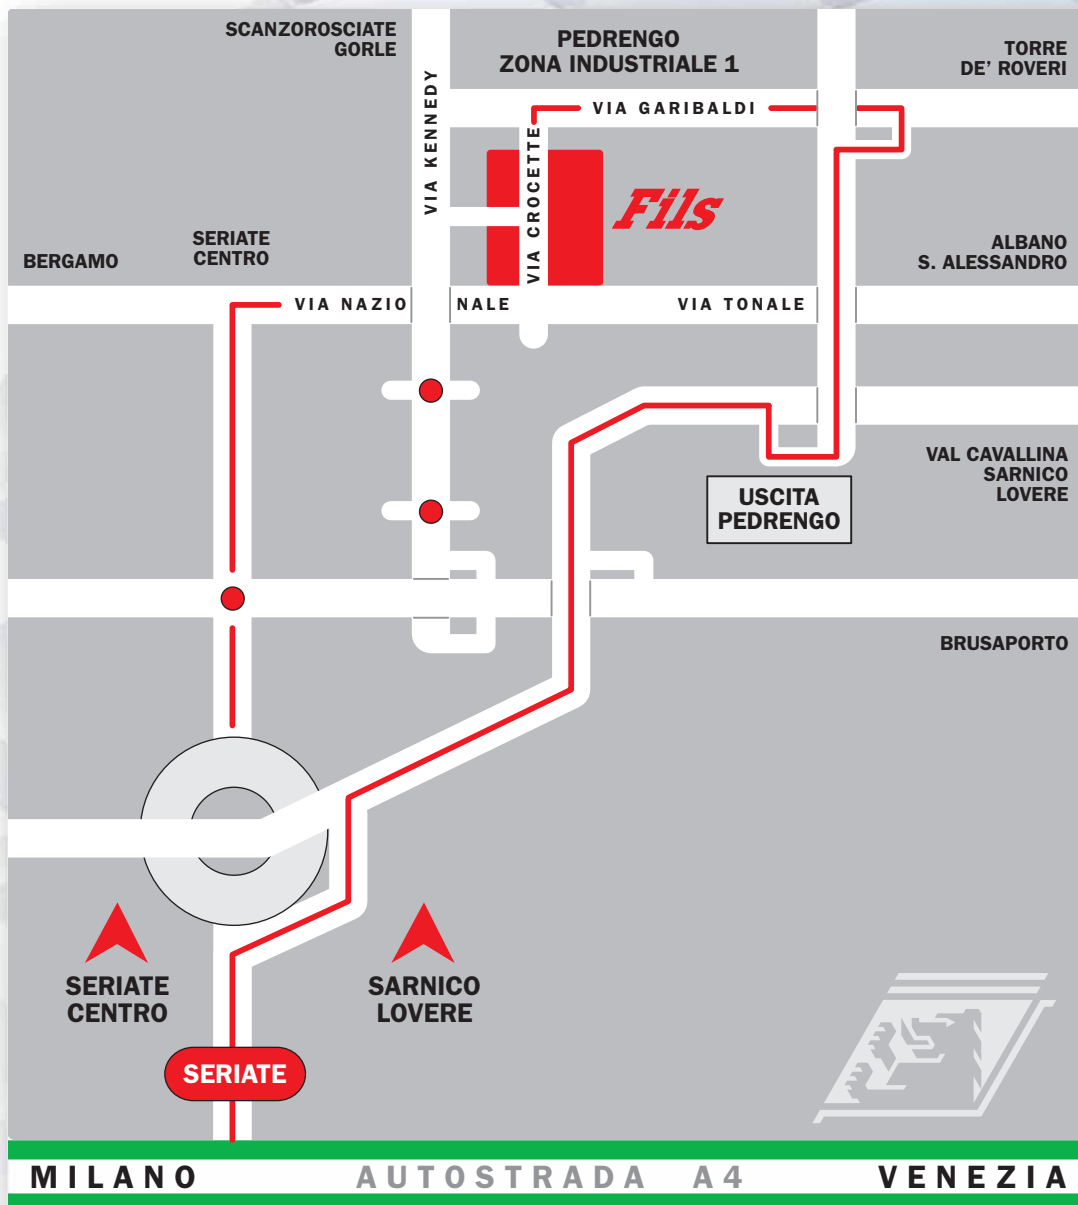 SCANZOROSCIATE
GORLE
PEDRENGO
ZONA INDUSTRIALE 1
TORRE
DE’ ROVERI
VIA KENNEDY
VIA GARIBALDI
VIA CROCETTE
Fils
BERGAMO
SERIATE
CENTRO
ALBANO
S. ALESSANDRO
VIA NAZIO NALE
VIA TONALE
VAL CAVALLINA
SARNICO
LOVERE
USCITA
PEDRENGO
BRUSAPORTO
SERIATE
CENTRO
SARNICO
LOVERE
SERIATE
MILANO AUTOSTRADA A4 VENEZIA